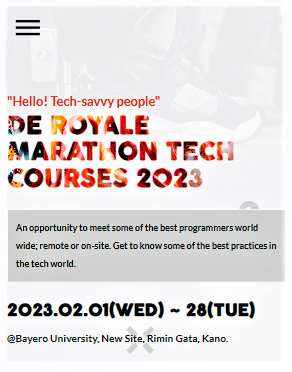 "Hello! Tech-savvy people"
DE ROYALE
MARATHON TECH
COURSES 2023
An opportunity to meet some of the best programmers world
wide; remote or on-site. Get to know some of the best practices in
the tech world.
2023.02.01(WED) ~ 28(TUE)
@Bayero University, New Site, Rimin Gata, Kano.